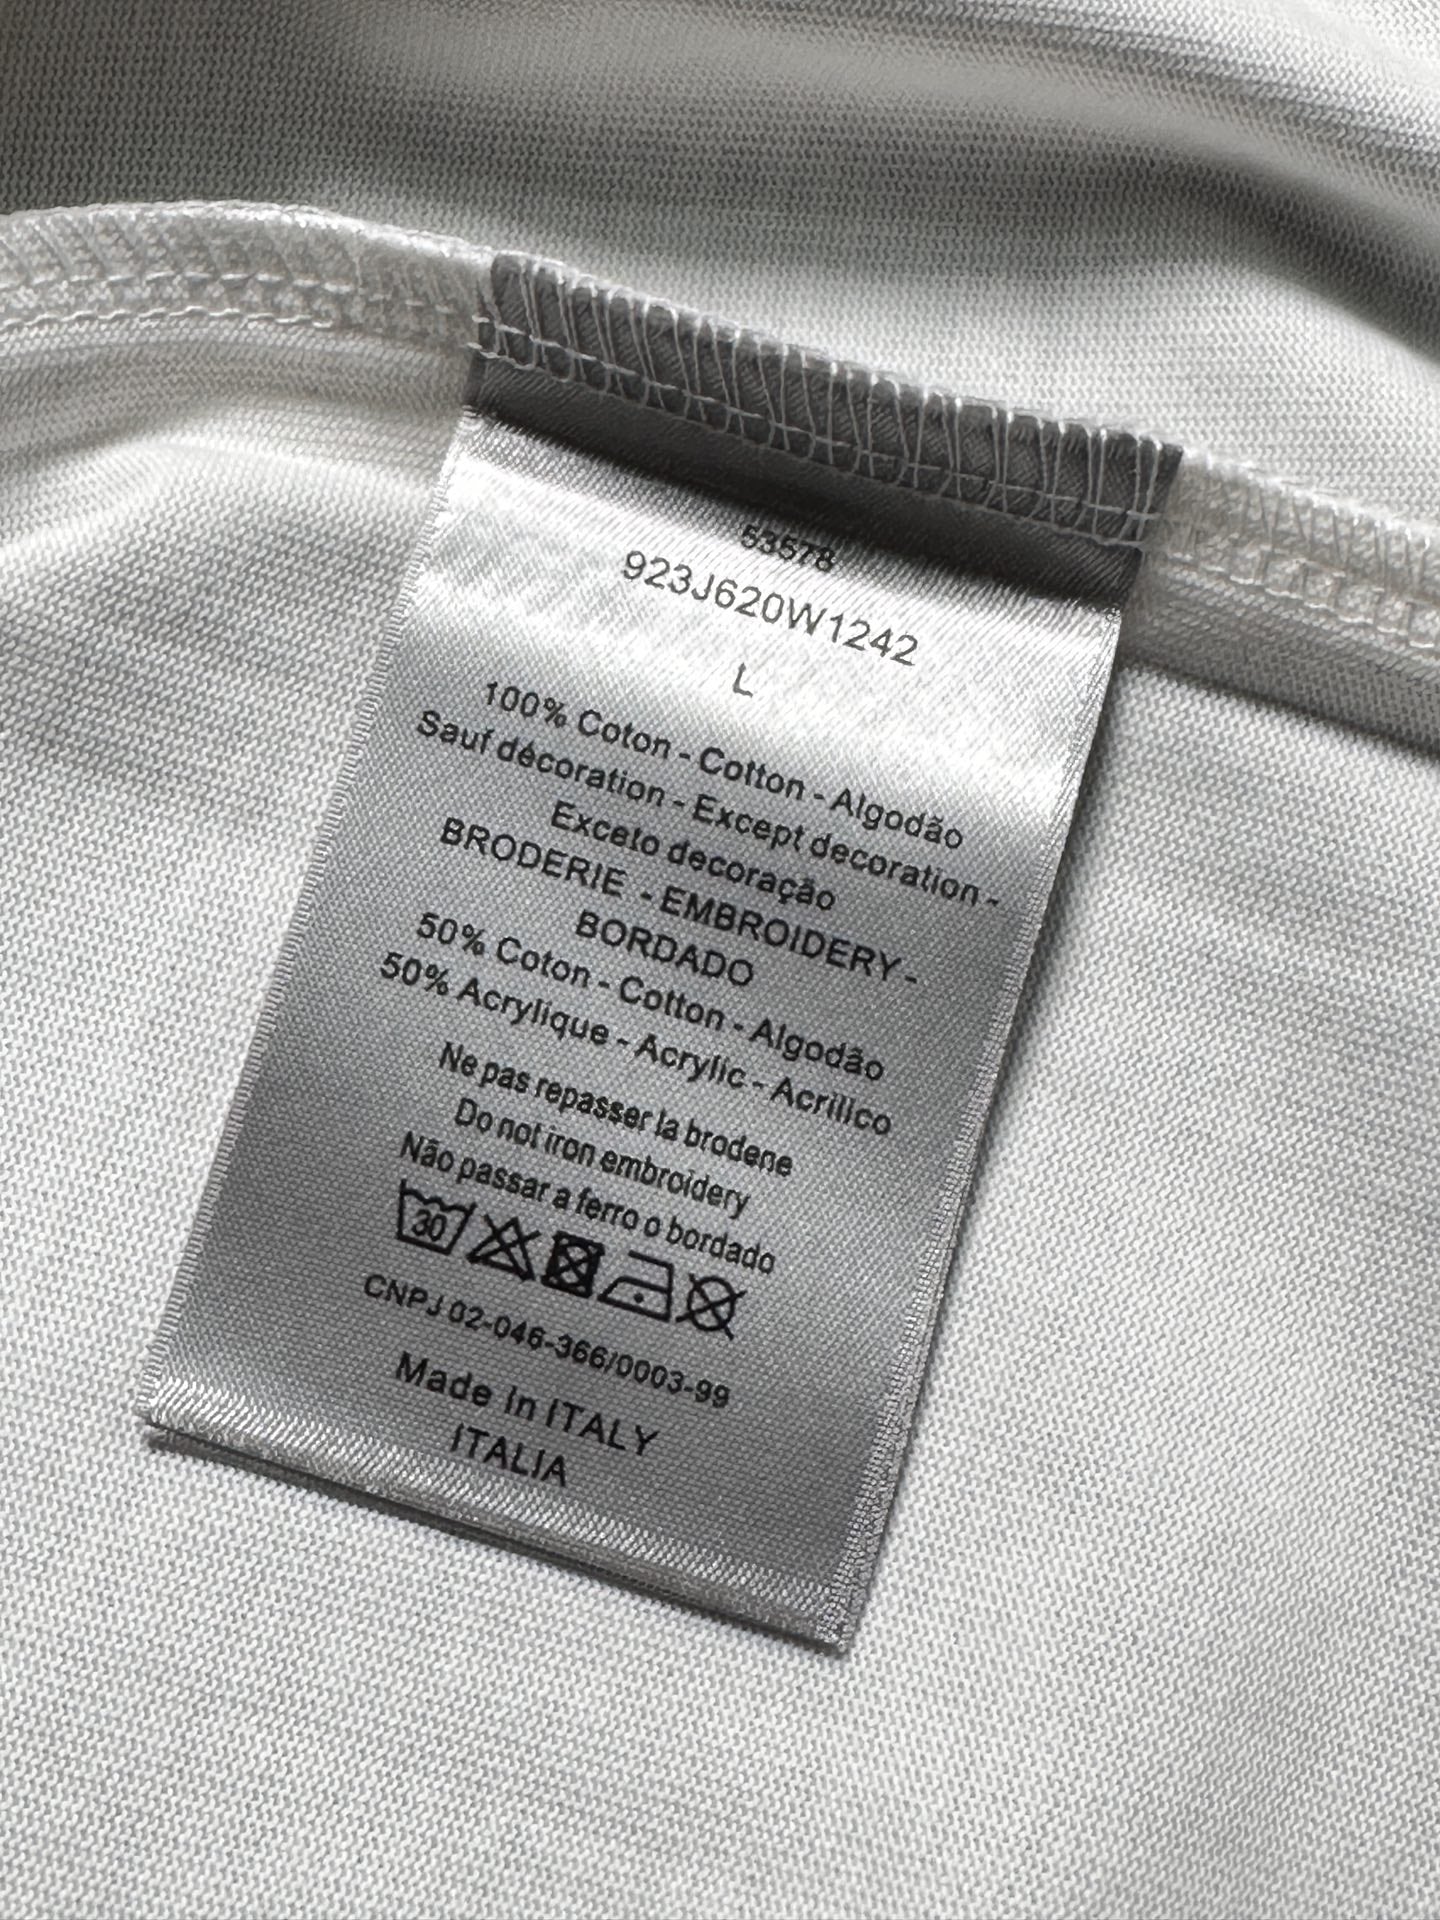 53578
923J620W1242
L
100% Coton - Cotton - Algodão
Sauf décoration - Except decoration -
Exceto decoração
BRODERIE - EMBROIDERY -
BORDADO
50% Coton - Cotton - Algodão
50% Acrylique - Acrylic - Acrilico
Ne pas repasser la brodene
Do not iron embroidery
Não passar a ferro o bordado
30
CNPJ 02-046-366/0003-99
Made in ITALY
ITALIA